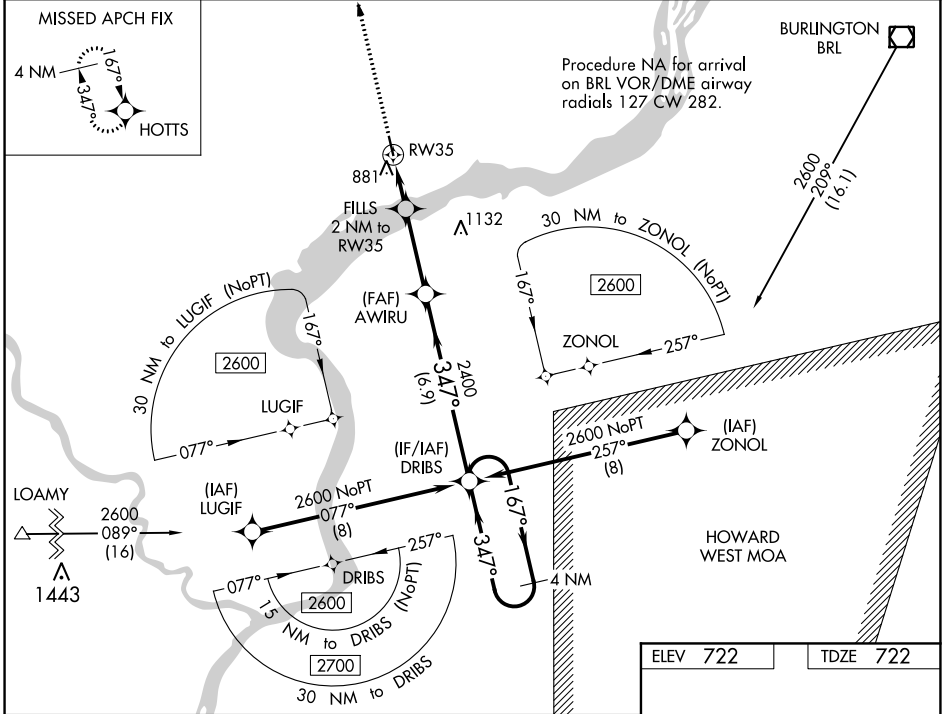 MISSED APCH FIX
4 NM
167°
347°
HOTTS
BURLINGTON
BRL
Procedure NA for arrival
on BRL VOR/DME airway
radials 127 CW 282.
2600
209°
(16.1)
RW35
881
FILLS
2 NM to
RW35
1132
30 NM to ZONOL (NoPT)
2600
167°
ZONOL
257°
(FAF)
AWIRU
30 NM to LUGIF (NoPT)
2600
167°
LUGIF
077°
2400
347°
(6.9)
(IF/IAF)
DRIBS
2600 NoPT
257°
(8)
(IAF)
ZONOL
LOAMY
2600
089°
(16)
1443
(IAF)
LUGIF
2600 NoPT
077°
(8)
167°
347°
4 NM
HOWARD
WEST MOA
077°
257°
DRIBS
2600
15 NM to DRIBS (NoPT)
2700
30 NM to DRIBS
ELEV 722
TDZE 722